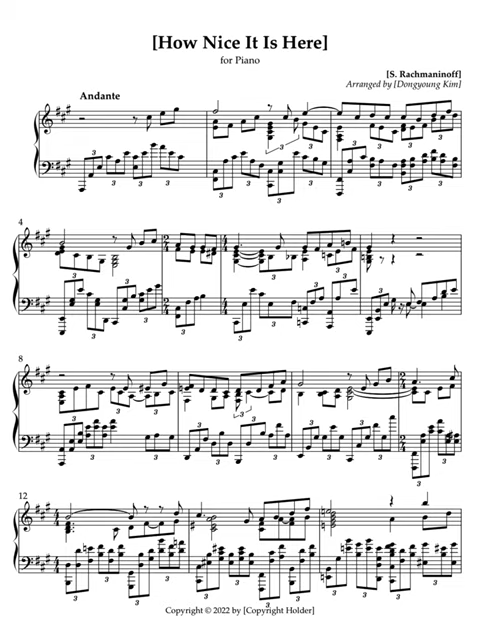 [How Nice It Is Here]
for Piano
[S. Rachmaninoff]
Arranged by [Dongyoung Kim]
Andante
4
8
12
Copyright © 2022 by [Copyright Holder]